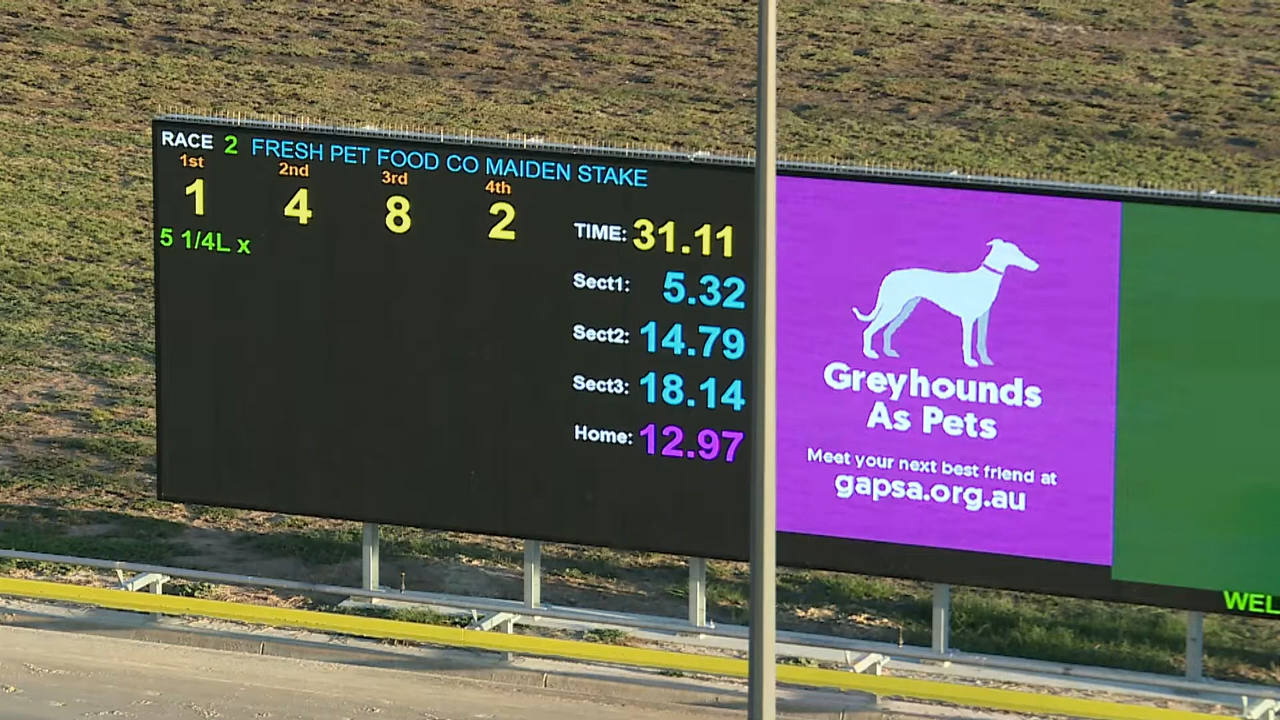 RACE 2 FRESH PET FOOD CO MAIDEN STAKE
1st 2nd 3rd 4th
1 4 8 2
5 1/4L x
TIME: 31.11
Sect1: 5.32
Sect2: 14.79
Sect3: 18.14
Home: 12.97
Greyhounds
As Pets
Meet your next best friend at
gapsa.org.au
WEL